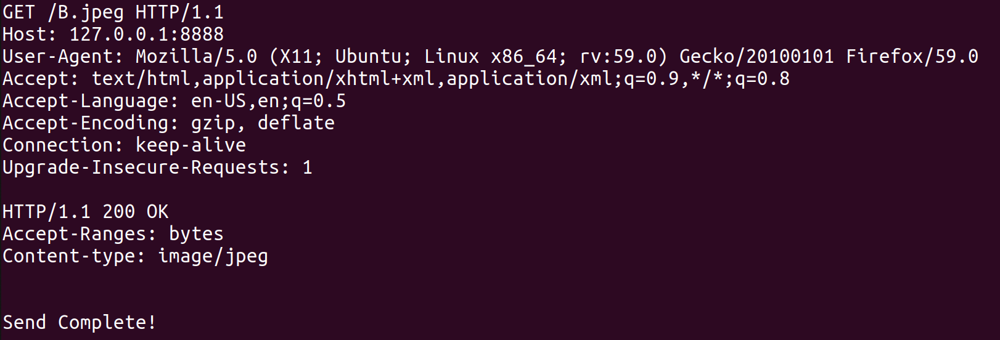 GET /B.jpeg HTTP/1.1
Host: 127.0.0.1:8888
User-Agent: Mozilla/5.0 (X11; Ubuntu; Linux x86_64; rv:59.0) Gecko/20100101 Firefox/59.0
Accept: text/html,application/xhtml+xml,application/xml;q=0.9,*/*;q=0.8
Accept-Language: en-US,en;q=0.5
Accept-Encoding: gzip, deflate
Connection: keep-alive
Upgrade-Insecure-Requests: 1
HTTP/1.1 200 OK
Accept-Ranges: bytes
Content-type: image/jpeg
Send Complete!